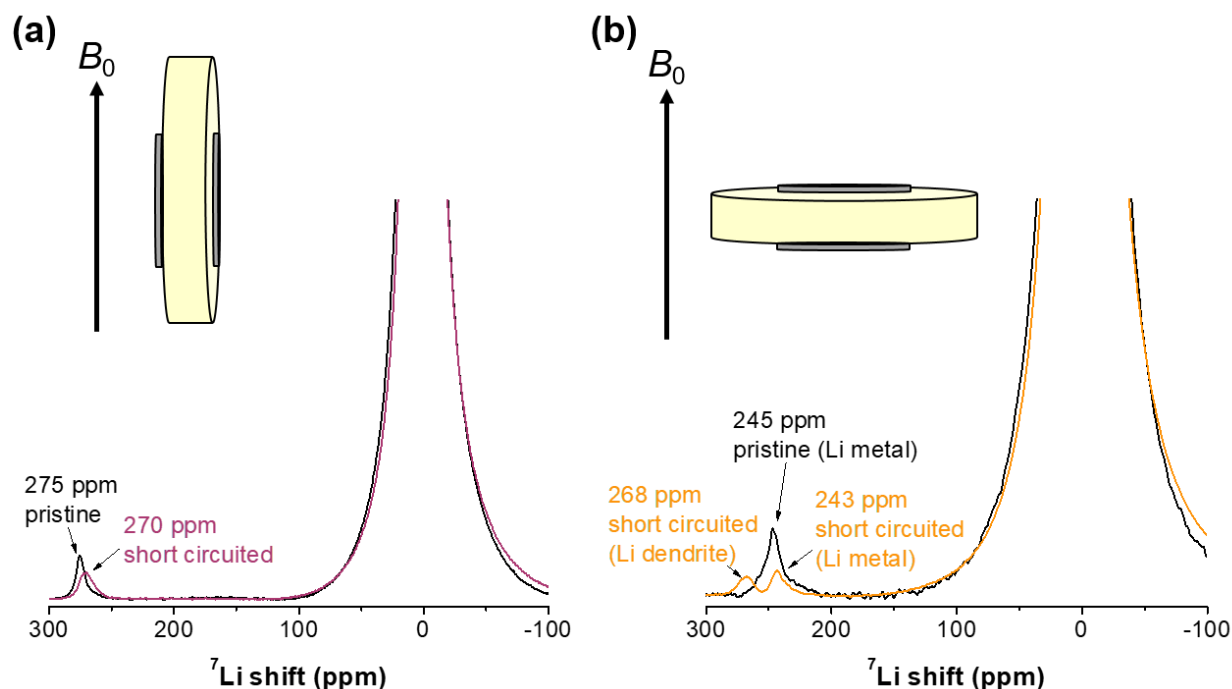 (a)
B₀
275 ppm
pristine
270 ppm
short circuited
300
200
100
0
-100
⁷Li shift (ppm)
(b)
B₀
245 ppm
pristine (Li metal)
268 ppm
short circuited
(Li dendrite)
243 ppm
short circuited
(Li metal)
300
200
100
0
-100
⁷Li shift (ppm)